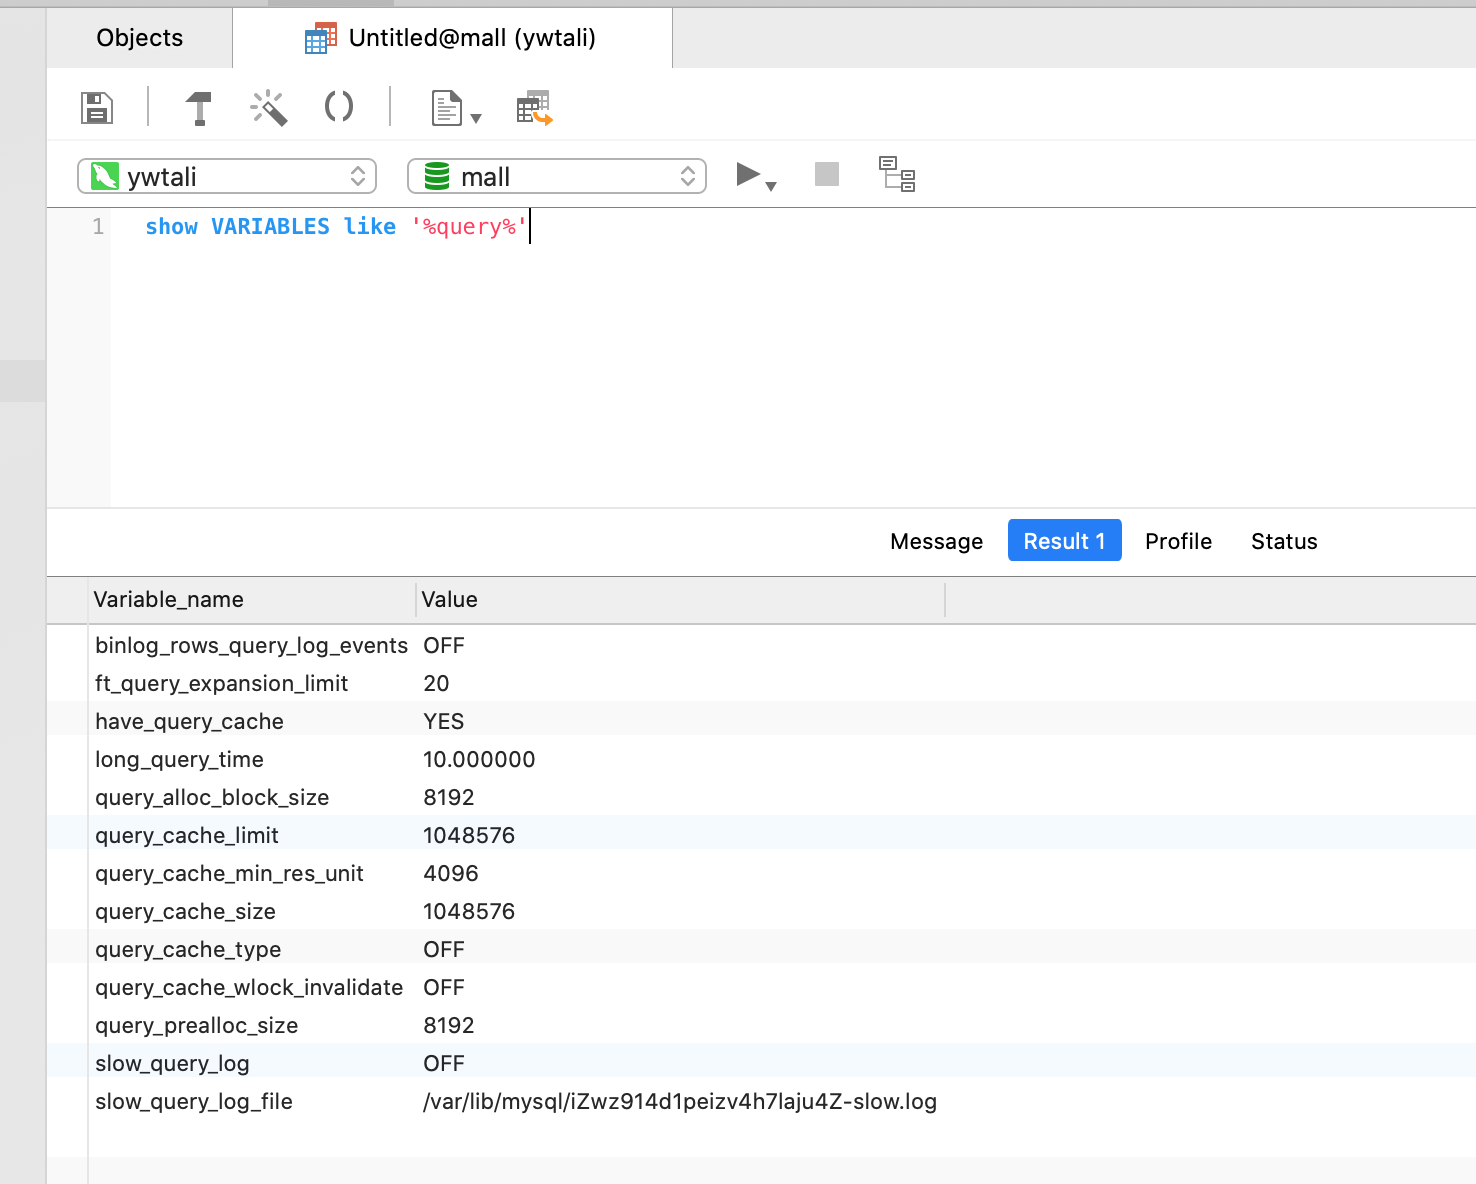 Objects
Untitled@mall (ywtali)
ywtali
mall
1 show VARIABLES like '%query%'
Message Result 1 Profile Status
Variable_name Value
binlog_rows_query_log_events OFF
ft_query_expansion_limit 20
have_query_cache YES
long_query_time 10.000000
query_alloc_block_size 8192
query_cache_limit 1048576
query_cache_min_res_unit 4096
query_cache_size 1048576
query_cache_type OFF
query_cache_wlock_invalidate OFF
query_prealloc_size 8192
slow_query_log OFF
slow_query_log_file /var/lib/mysql/iZwz914d1peizv4h7laju4Z-slow.log